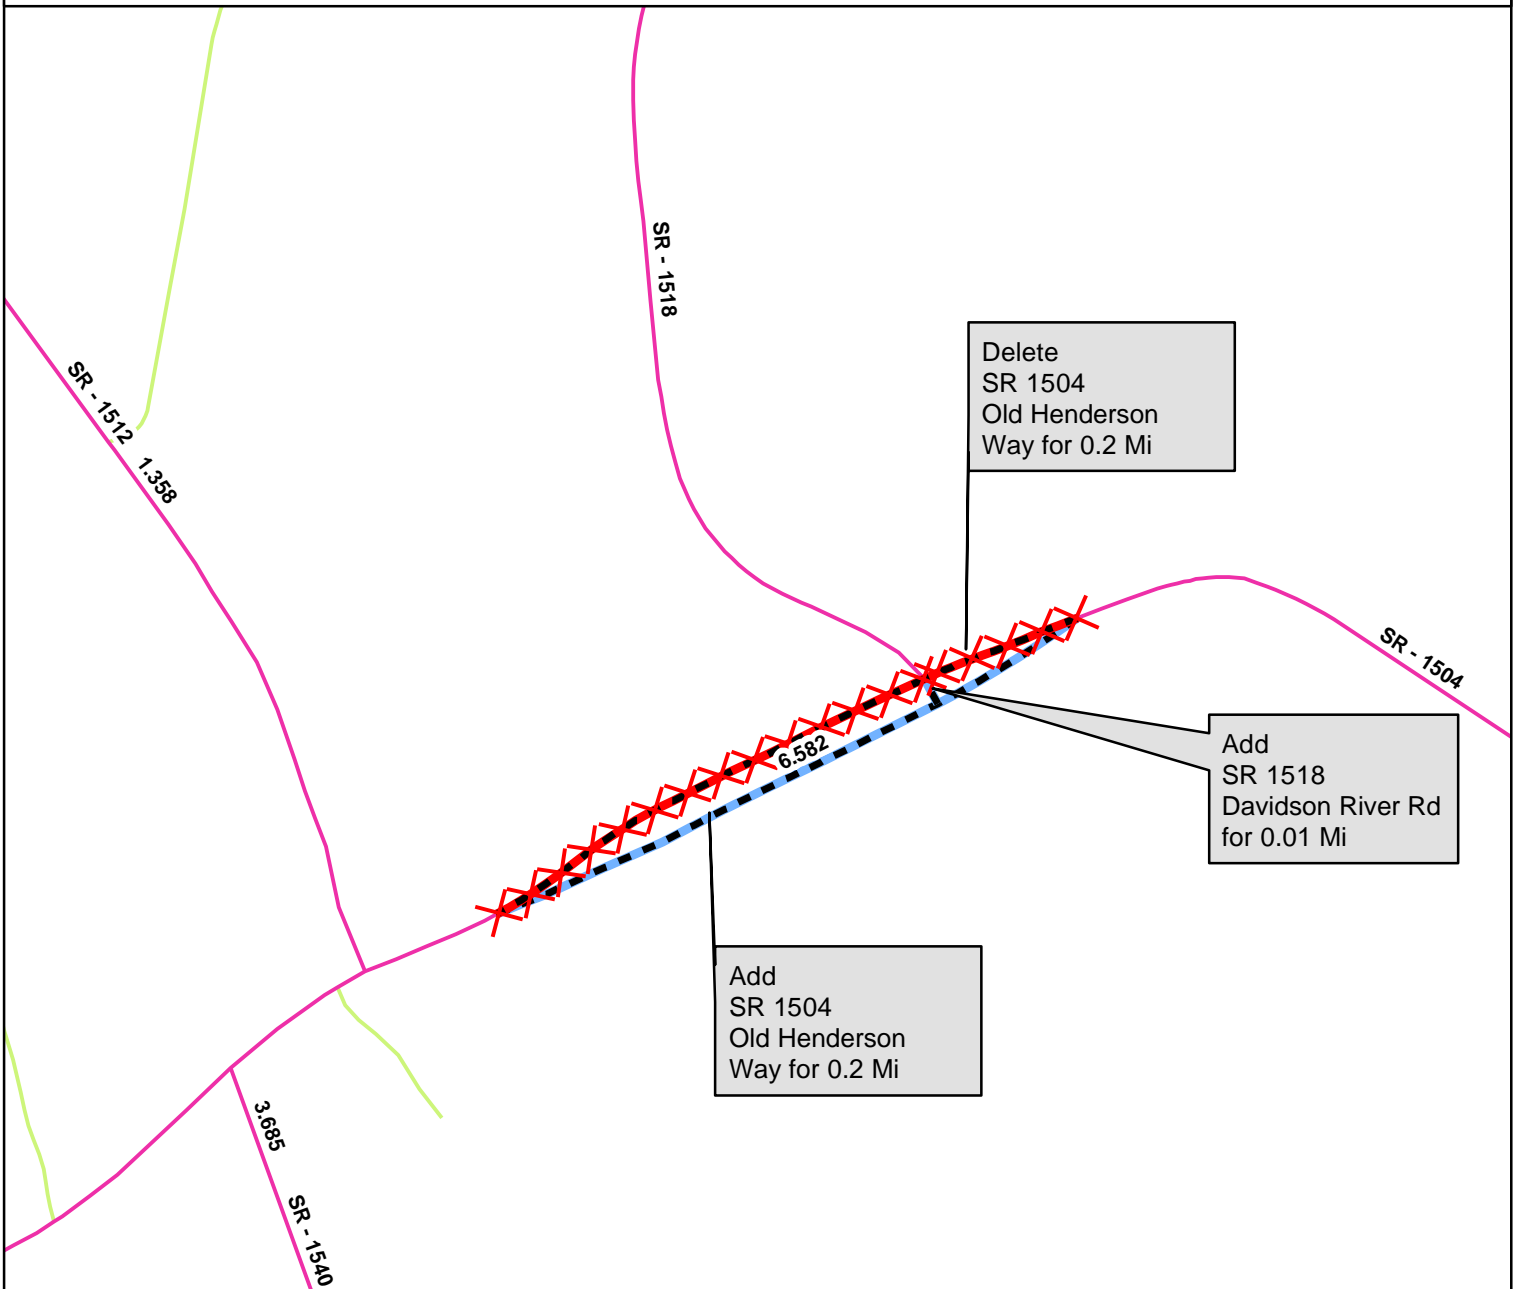 SR - 1518
SR - 1512
1.358
Delete
SR 1504
Old Henderson
Way for 0.2 Mi
SR - 1504
6.582
Add
SR 1518
Davidson River Rd
for 0.01 Mi
Add
SR 1504
Old Henderson
Way for 0.2 Mi
3.685
SR - 1540